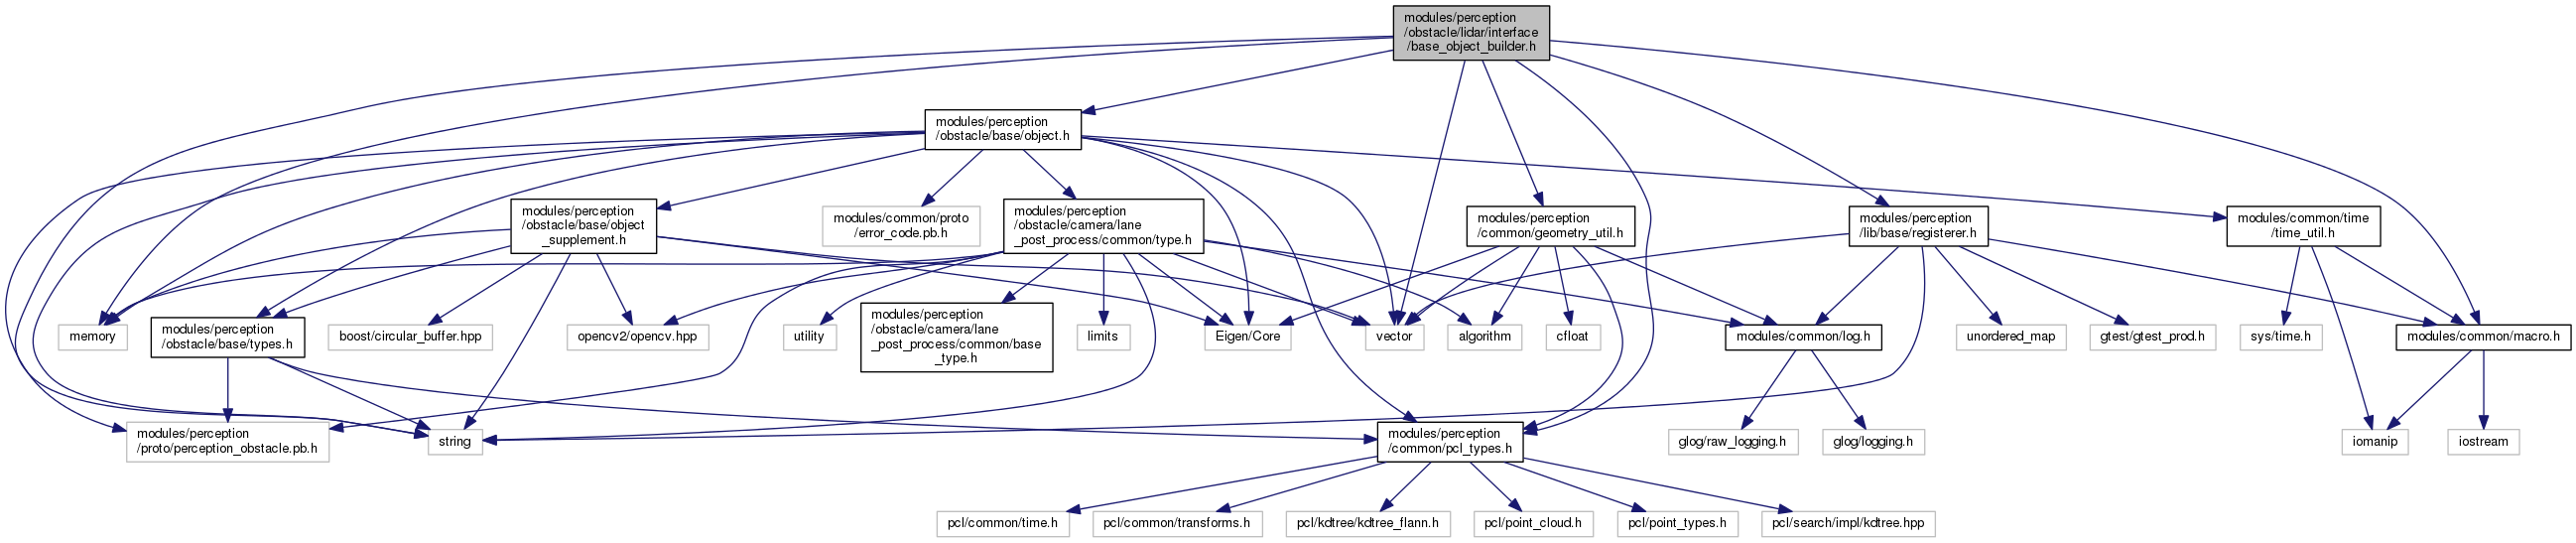 modules/perception
/obstacle/lidar/interface
/base_object_builder.h
modules/perception
/obstacle/base/object.h
modules/perception
/obstacle/base/object
_supplement.h
modules/common/proto
/error_code.pb.h
modules/perception
/obstacle/camera/lane
_post_process/common/type.h
modules/perception
/common/geometry_util.h
modules/perception
/lib/base/registerer.h
modules/common/time
/time_util.h
memory
modules/perception
/obstacle/base/types.h
boost/circular_buffer.hpp
opencv2/opencv.hpp
utility
modules/perception
/obstacle/camera/lane
_post_process/common/base
_type.h
limits
Eigen/Core
vector
algorithm
cfloat
modules/common/log.h
unordered_map
gtest/gtest_prod.h
sys/time.h
modules/common/macro.h
modules/perception
/proto/perception_obstacle.pb.h
string
modules/perception
/common/pcl_types.h
glog/raw_logging.h
glog/logging.h
iomanip
iostream
pcl/common/time.h
pcl/common/transforms.h
pcl/kdtree/kdtree_flann.h
pcl/point_cloud.h
pcl/point_types.h
pcl/search/impl/kdtree.hpp